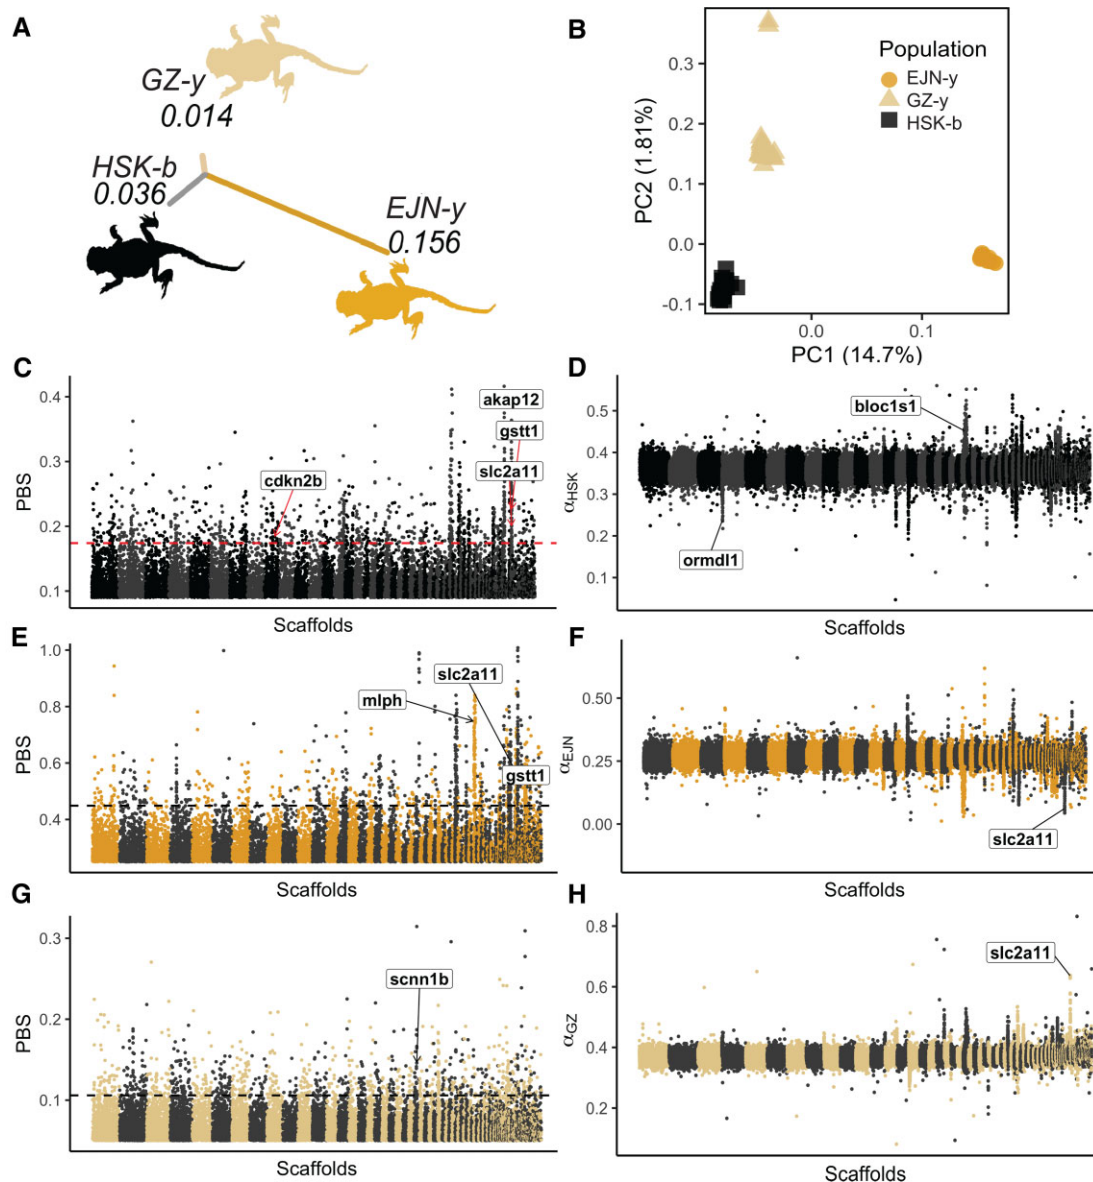 A
GZ-y
0.014
HSK-b
0.036
EJN-y
0.156
B
Population
EJN-y
GZ-y
HSK-b
PC2 (1.81%)
0.3
0.2
0.1
0.0
-0.1
0.0
0.1
PC1 (14.7%)
C
PBS
0.4
0.3
0.2
0.1
akap12
gstt1
slc2a11
cdkn2b
Scaffolds
D
αHSK
0.5
0.4
0.3
0.2
0.1
bloc1s1
ormdl1
Scaffolds
E
PBS
1.0
0.8
0.6
0.4
slc2a11
mlph
gstt1
Scaffolds
F
αEJN
0.50
0.25
0.00
slc2a11
Scaffolds
G
PBS
0.3
0.2
0.1
scnn1b
Scaffolds
H
αGZ
0.8
0.6
0.4
0.2
slc2a11
Scaffolds